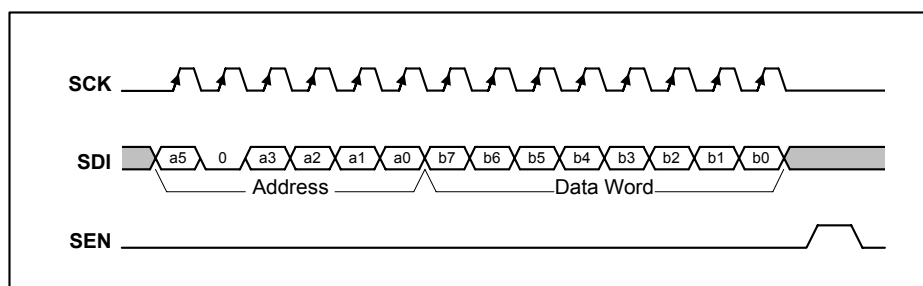 SCK
SDI a5 0 a3 a2 a1 a0 b7 b6 b5 b4 b3 b2 b1 b0
Address Data Word
SEN